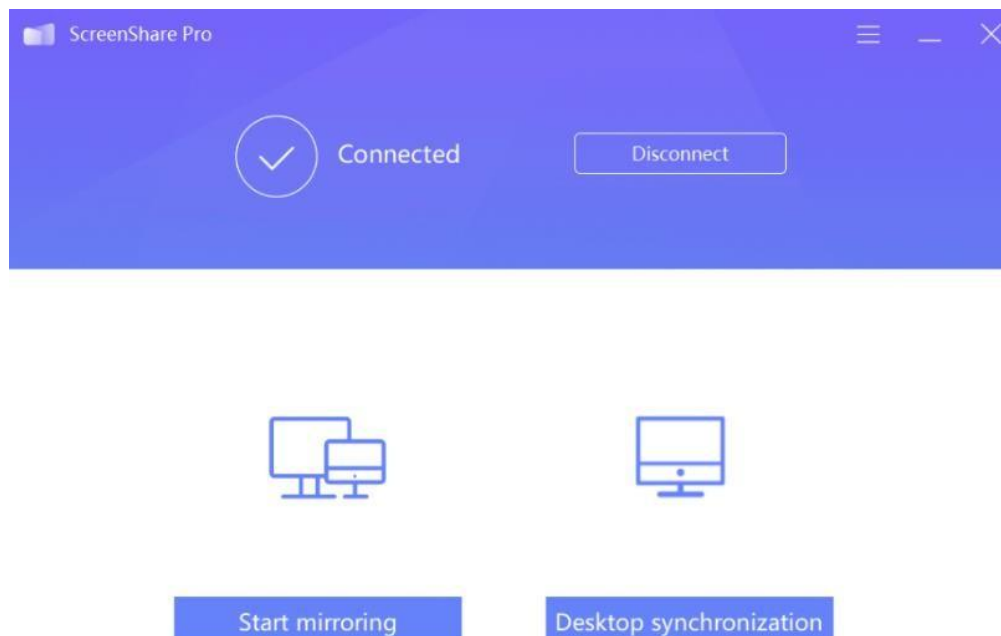 ScreenShare Pro
Connected
Disconnect
Start mirroring
Desktop synchronization